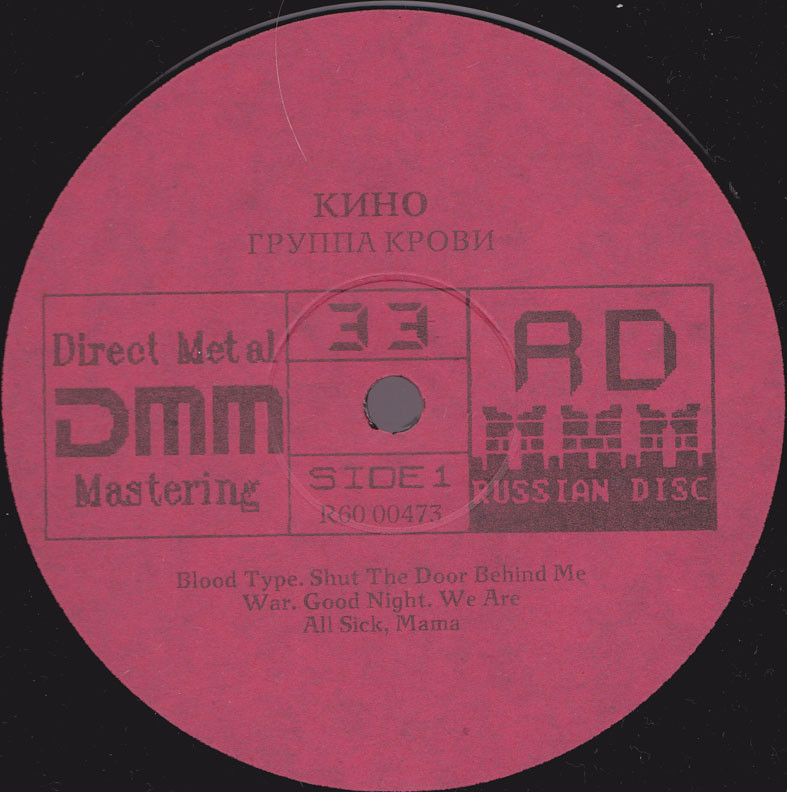 КИНО
ГРУППА КРОВИ
Direct Metal
DMM
Mastering
33
SIDE 1
R60 00473
RD
RUSSIAN DISC
Blood Type. Shut The Door Behind Me
War. Good Night. We Are
All Sick, Mama